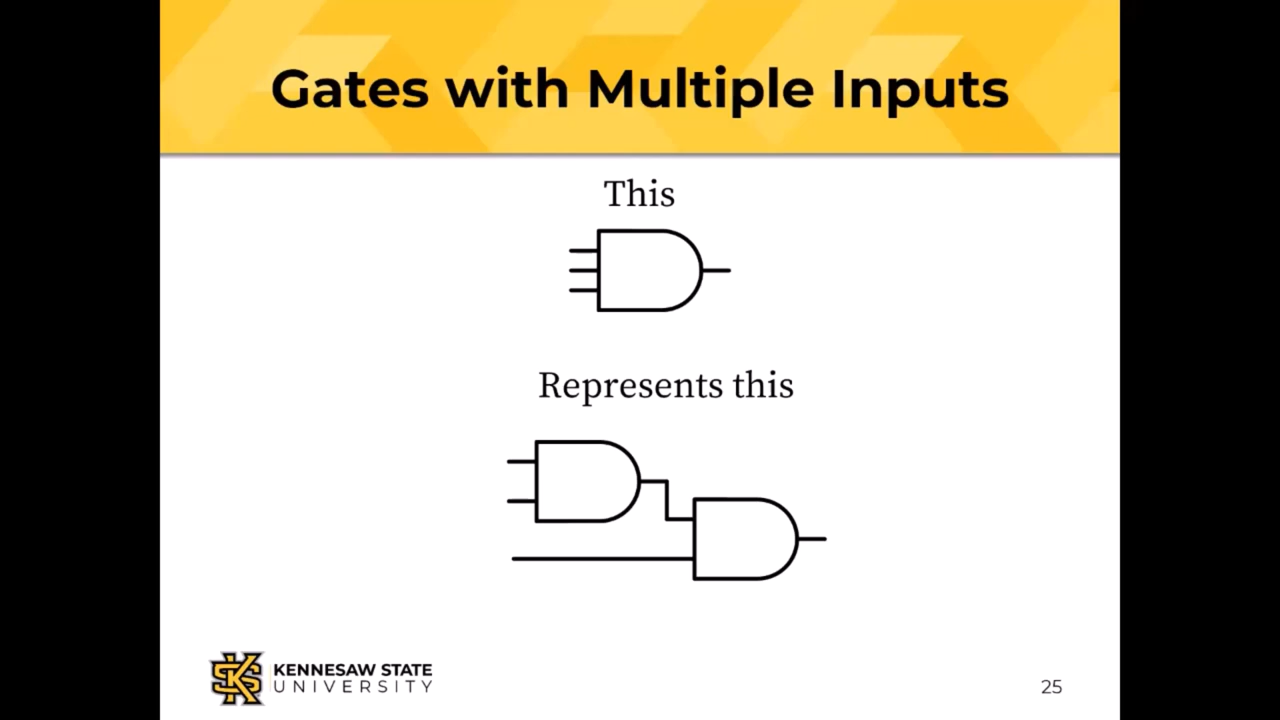 Gates with Multiple Inputs
This
Represents this
KENNESAW STATE
UNIVERSITY
25